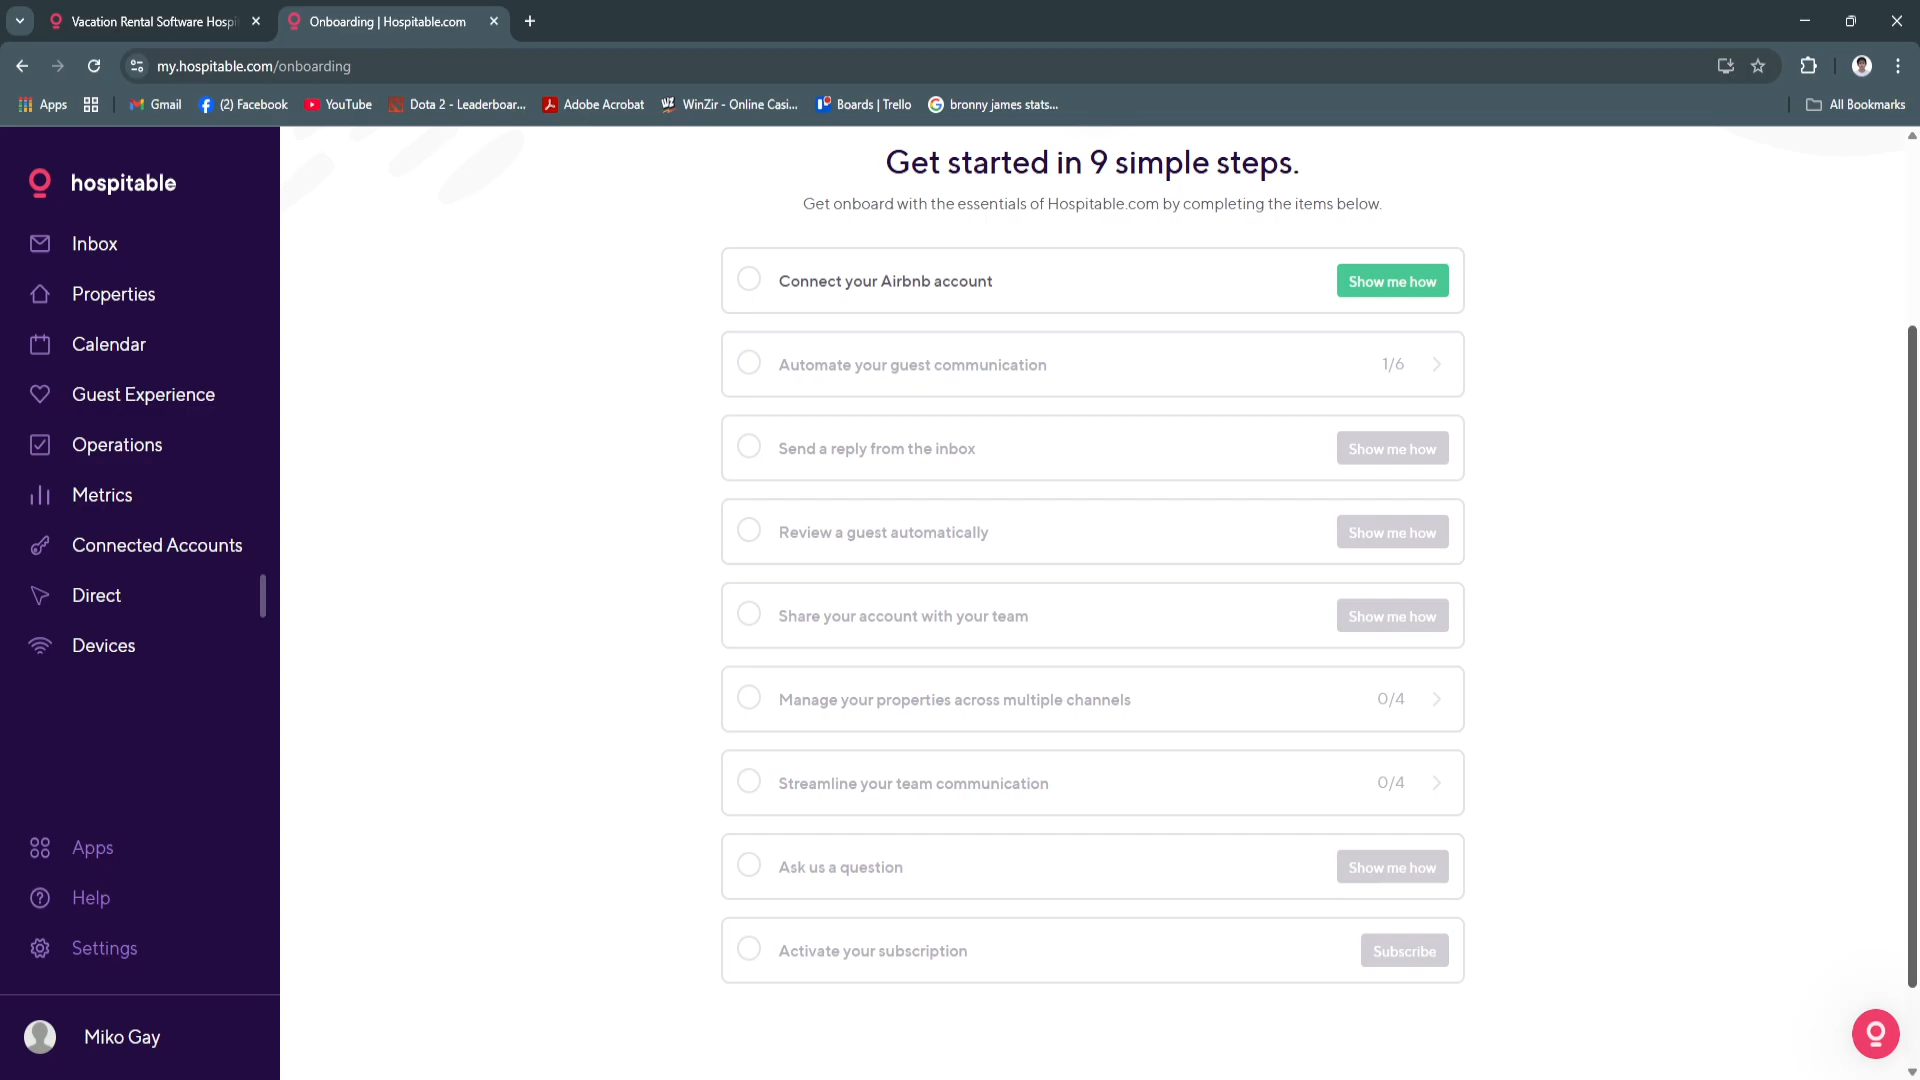 Vacation Rental Software Hospi
Onboarding | Hospitable.com
my.hospitable.com/onboarding
Apps
Gmail
(2) Facebook
YouTube
Dota 2 - Leaderboar...
Adobe Acrobat
WinZir - Online Casi...
Boards | Trello
bronny james stats...
All Bookmarks
hospitable
Inbox
Properties
Calendar
Guest Experience
Operations
Metrics
Connected Accounts
Direct
Devices
Apps
Help
Settings
Miko Gay
Get started in 9 simple steps.
Get onboard with the essentials of Hospitable.com by completing the items below.
Connect your Airbnb account
Show me how
Automate your guest communication
1/6
Send a reply from the inbox
Show me how
Review a guest automatically
Show me how
Share your account with your team
Show me how
Manage your properties across multiple channels
0/4
Streamline your team communication
0/4
Ask us a question
Show me how
Activate your subscription
Subscribe